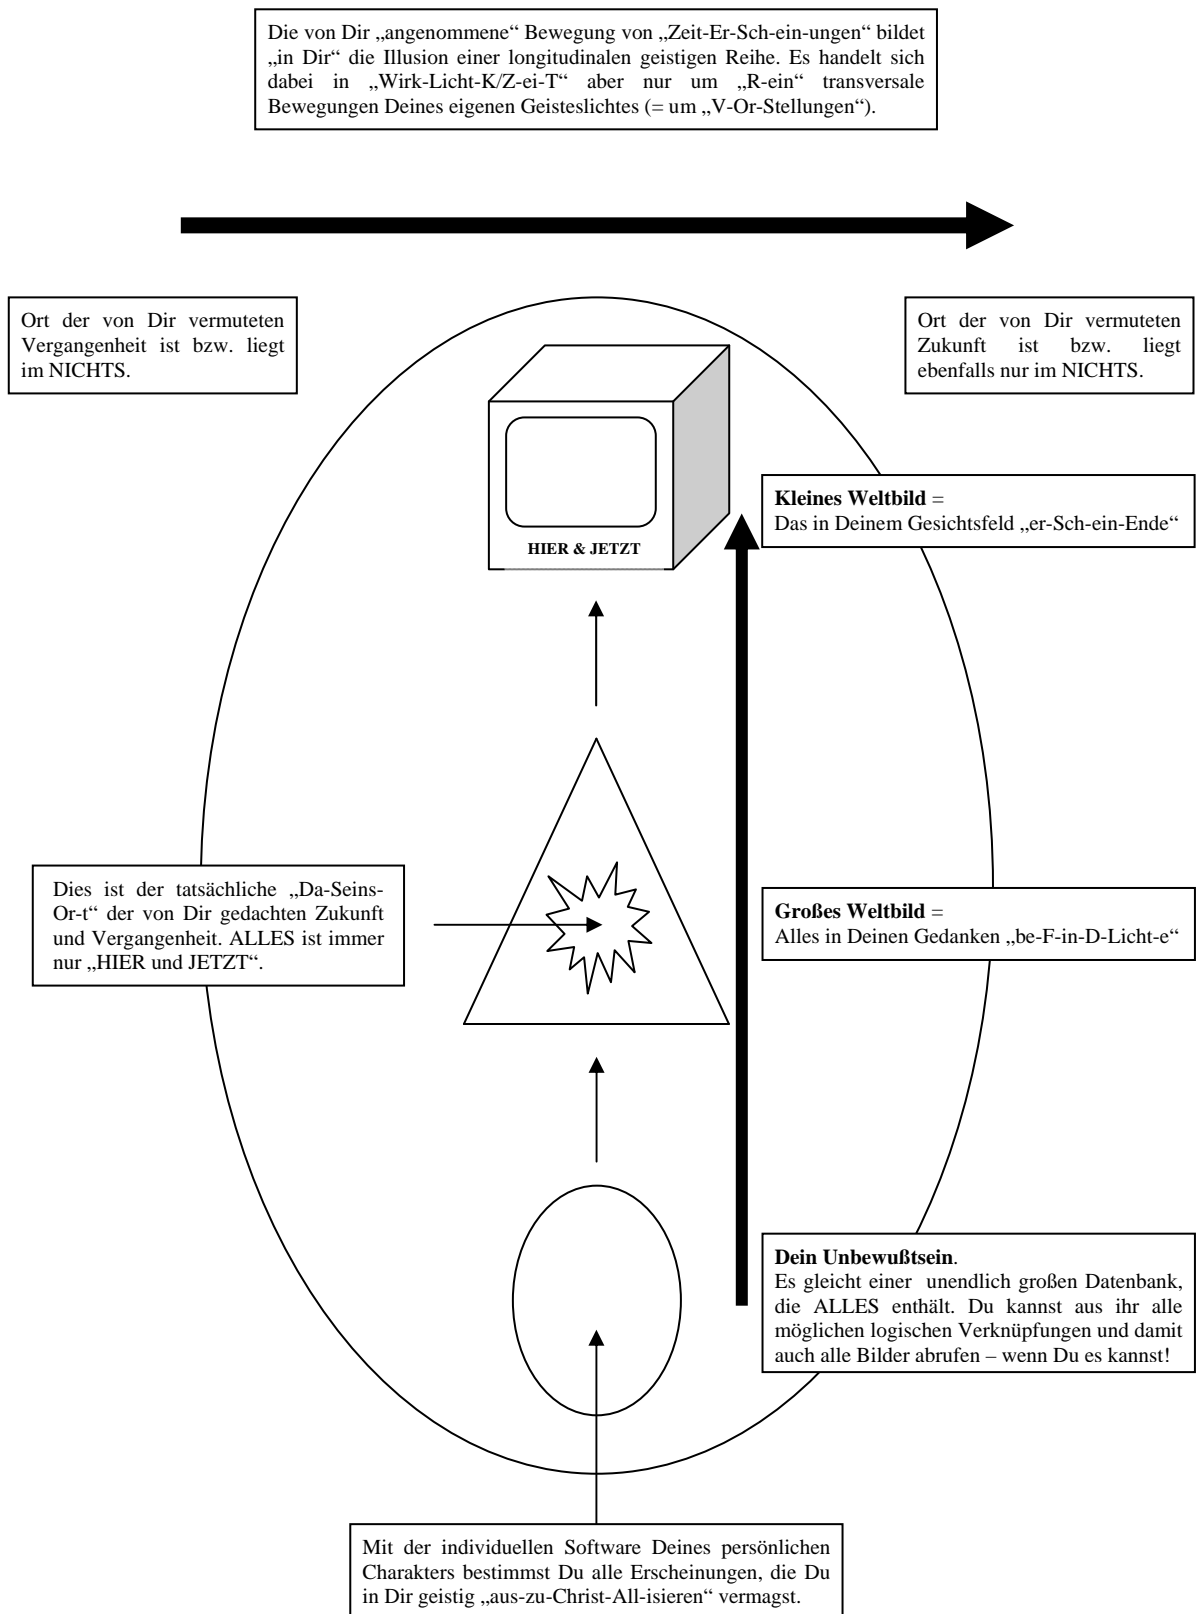 Die von Dir „angenommene“ Bewegung von „Zeit-Er-Sch-ein-ungen“ bildet
„in Dir“ die Illusion einer longitudinalen geistigen Reihe. Es handelt sich
dabei in „Wirk-Licht-K/Z-ei-T“ aber nur um „R-ein“ transversale
Bewegungen Deines eigenen Geisteslichtes (= um „V-Or-Stellungen“).
Ort der von Dir vermuteten
Vergangenheit ist bzw. liegt
im NICHTS.
Ort der von Dir vermuteten
Zukunft ist bzw. liegt
ebenfalls nur im NICHTS.
HIER & JETZT
Kleines Weltbild =
Das in Deinem Gesichtsfeld „er-Sch-ein-Ende“
Dies ist der tatsächliche „Da-Seins-
Or-t“ der von Dir gedachten Zukunft
und Vergangenheit. ALLES ist immer
nur „HIER und JETZT“.
Großes Weltbild =
Alles in Deinen Gedanken „be-F-in-D-Licht-e“
Dein Unbewußtsein.
Es gleicht einer unendlich großen Datenbank,
die ALLES enthält. Du kannst aus ihr alle
möglichen logischen Verknüpfungen und damit
auch alle Bilder abrufen – wenn Du es kannst!
Mit der individuellen Software Deines persönlichen
Charakters bestimmst Du alle Erscheinungen, die Du
in Dir geistig „aus-zu-Christ-All-isieren“ vermagst.